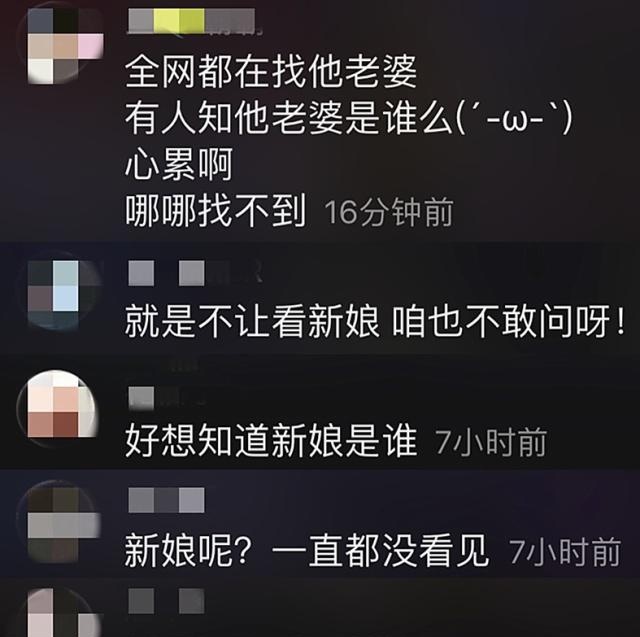 全网都在找他老婆
有人知他老婆是谁么(´-ω-`)
心累啊
哪哪找不到 16分钟前
就是不让看新娘 咱也不敢问呀！
好想知道新娘是谁 7小时前
新娘呢？一直都没看见 7小时前